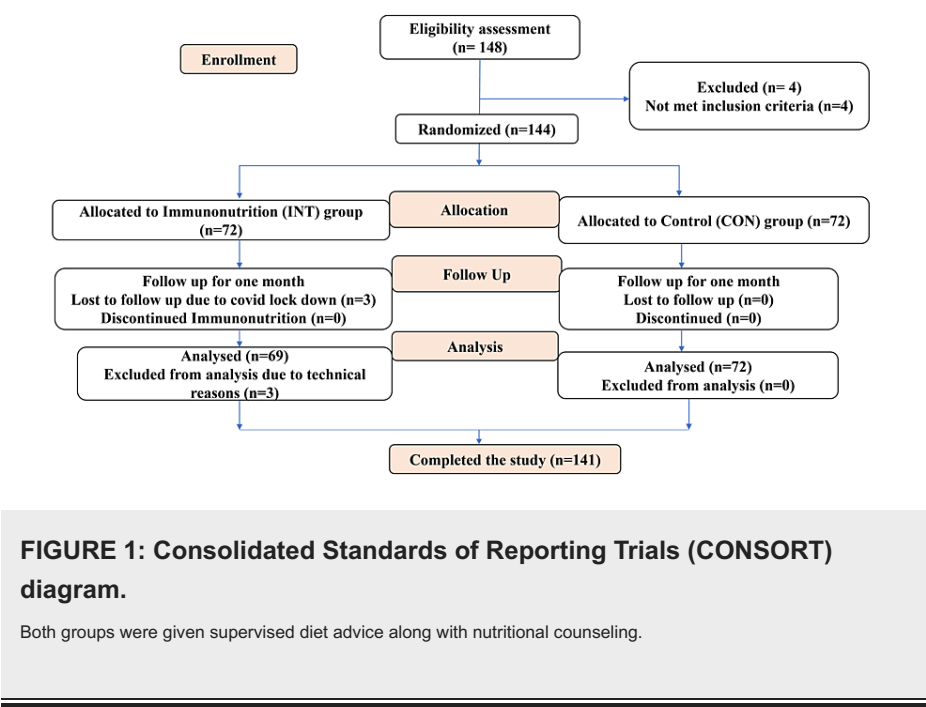 Eligibility assessment
(n= 148)
Enrollment
Excluded (n= 4)
Not met inclusion criteria (n=4)
Randomized (n=144)
Allocated to Immunonutrition (INT) group
(n=72)
Allocation
Allocated to Control (CON) group (n=72)
Follow up for one month
Lost to follow up due to covid lock down (n=3)
Discontinued Immunonutrition (n=0)
Follow Up
Follow up for one month
Lost to follow up (n=0)
Discontinued (n=0)
Analysed (n=69)
Excluded from analysis due to technical
reasons (n=3)
Analysis
Analysed (n=72)
Excluded from analysis (n=0)
Completed the study (n=141)
FIGURE 1: Consolidated Standards of Reporting Trials (CONSORT)
diagram.
Both groups were given supervised diet advice along with nutritional counseling.